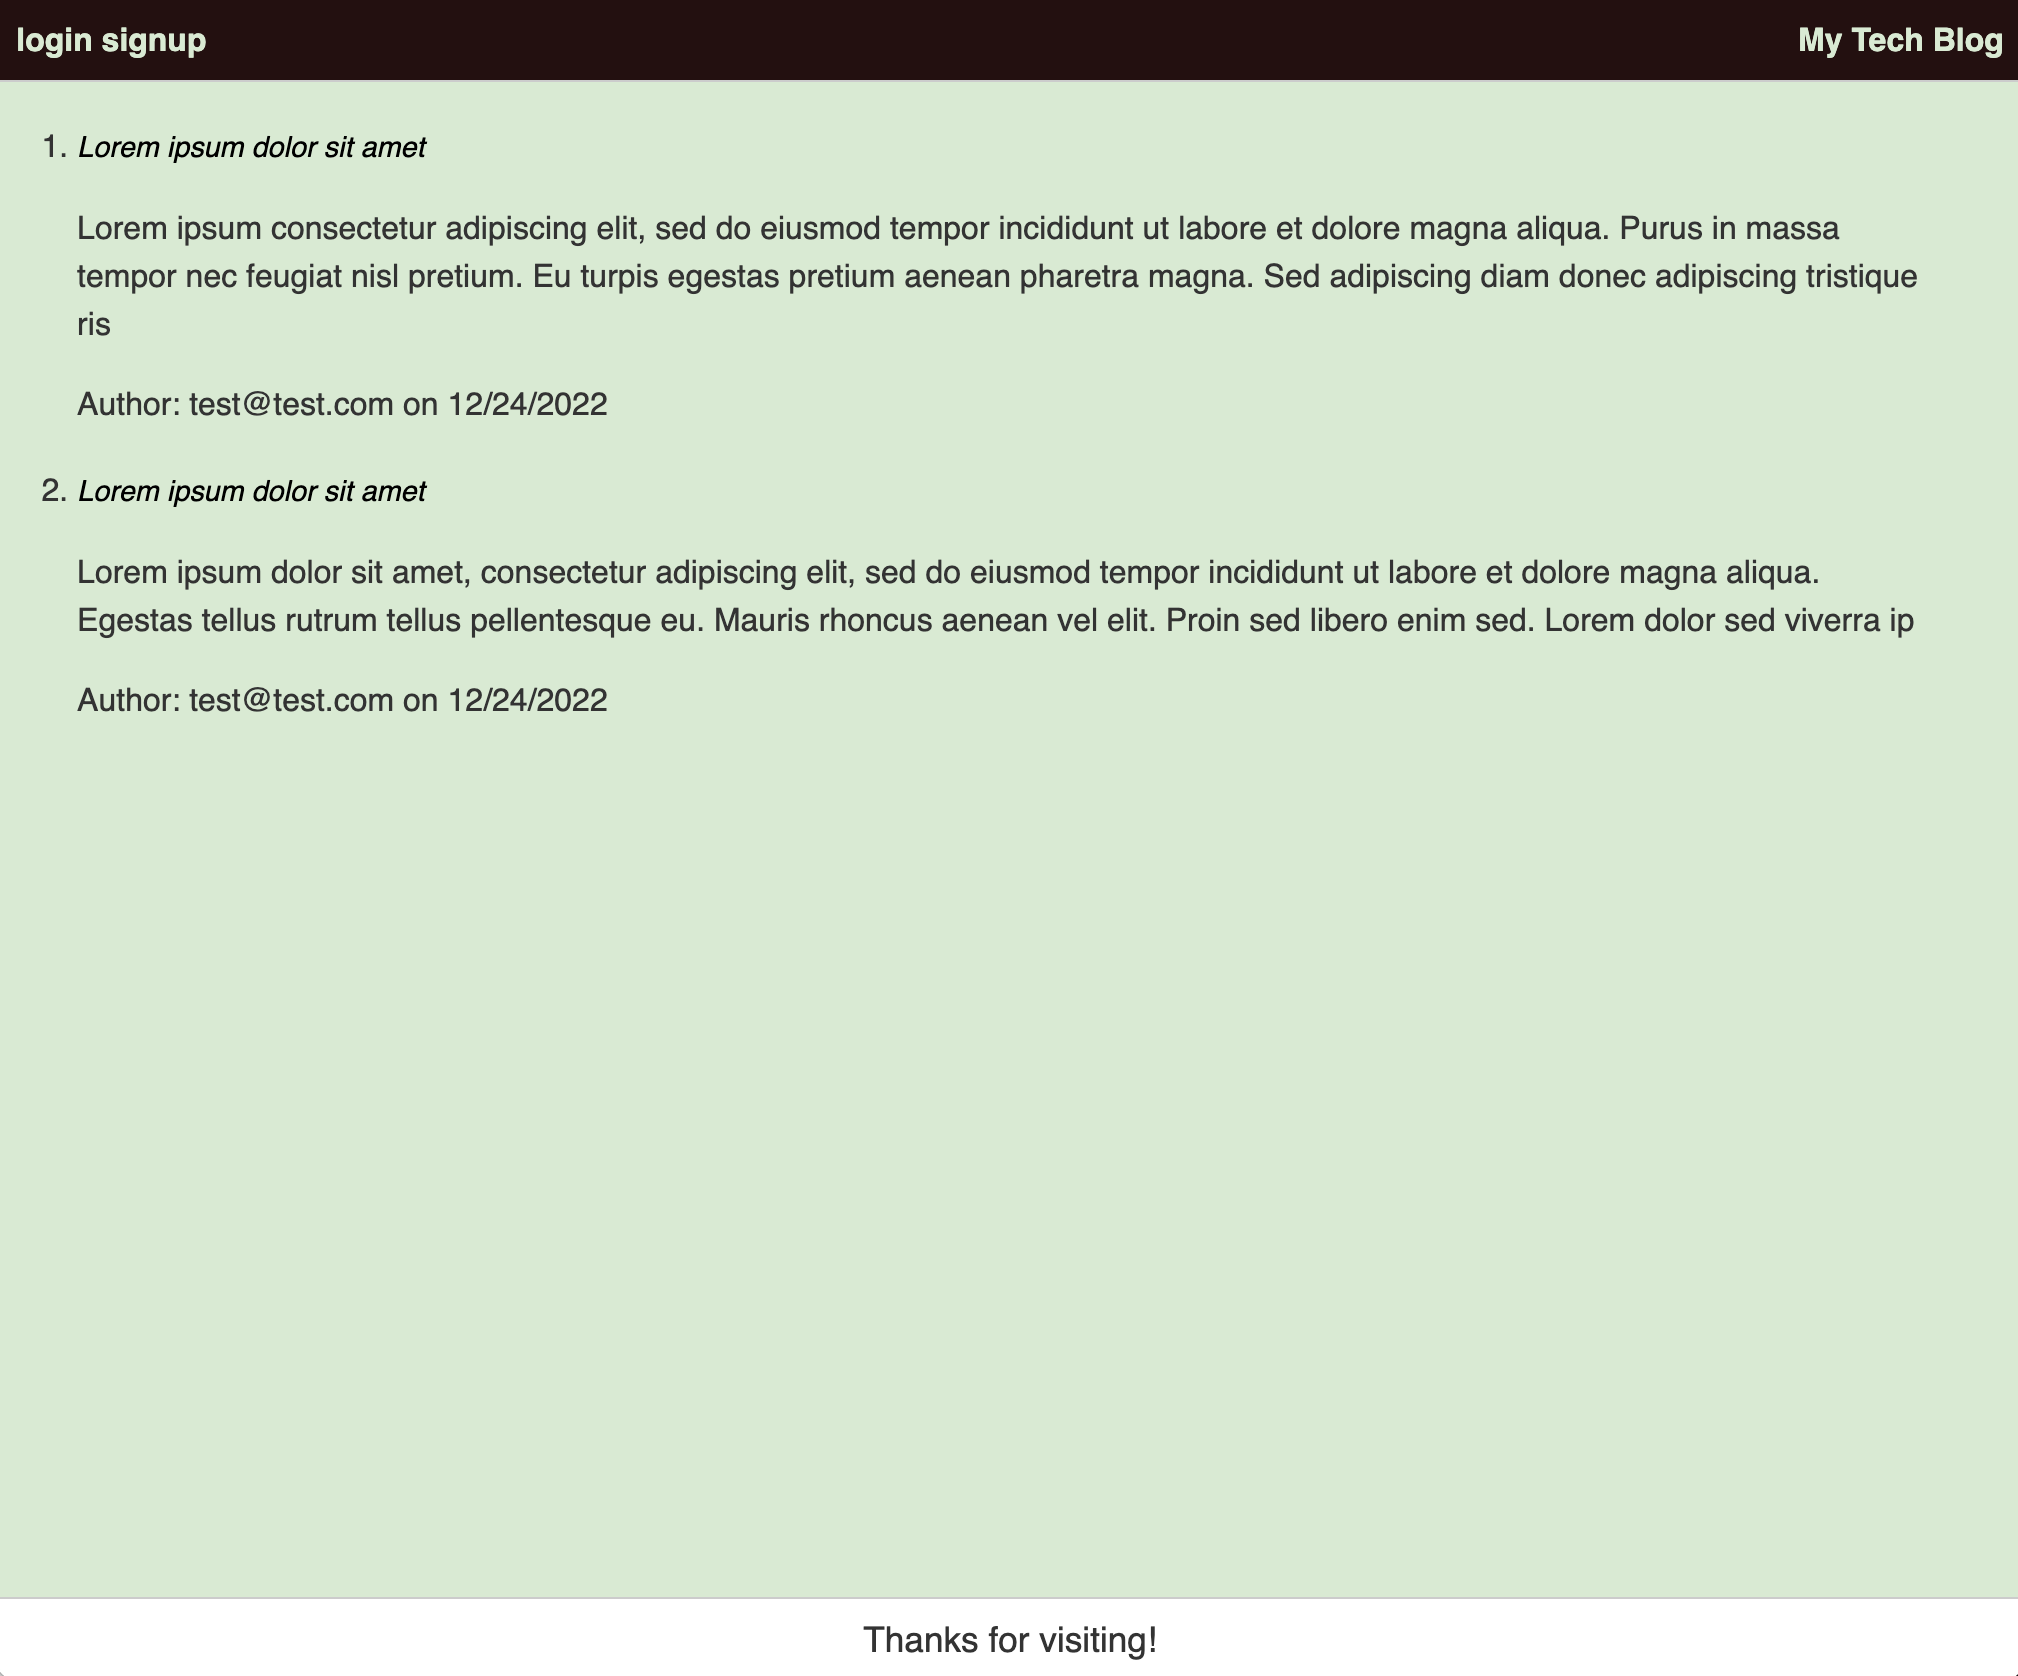 login signup
My Tech Blog
1. Lorem ipsum dolor sit amet
Lorem ipsum consectetur adipiscing elit, sed do eiusmod tempor incididunt ut labore et dolore magna aliqua. Purus in massa
tempor nec feugiat nisl pretium. Eu turpis egestas pretium aenean pharetra magna. Sed adipiscing diam donec adipiscing tristique
ris
Author: test@test.com on 12/24/2022
2. Lorem ipsum dolor sit amet
Lorem ipsum dolor sit amet, consectetur adipiscing elit, sed do eiusmod tempor incididunt ut labore et dolore magna aliqua.
Egestas tellus rutrum tellus pellentesque eu. Mauris rhoncus aenean vel elit. Proin sed libero enim sed. Lorem dolor sed viverra ip
Author: test@test.com on 12/24/2022
Thanks for visiting!